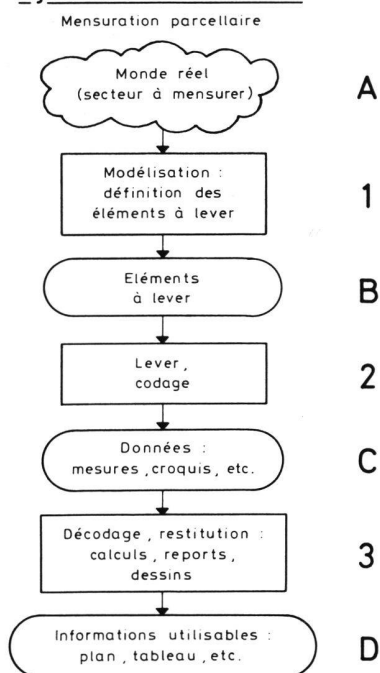 Mensuration parcellaire
Monde réel
(secteur à mensurer)
A
Modélisation :
définition des
éléments à lever
1
Eléments
à lever
B
Lever,
codage
2
Données :
mesures, croquis, etc.
C
Décodage, restitution :
calculs, reports,
dessins
3
Informations utilisables :
plan, tableau, etc.
D